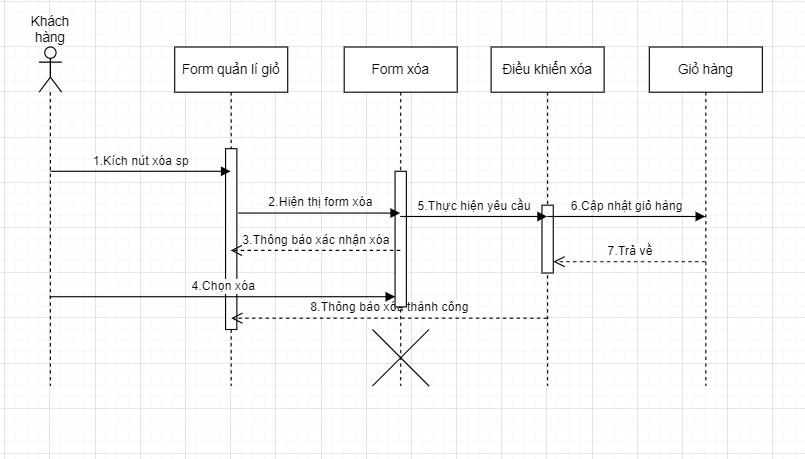 Khách
hàng
Form quản lí giỏ
Form xóa
Điều khiển xóa
Giỏ hàng
1.Kích nút xóa sp
2.Hiện thị form xóa
5.Thực hiện yêu cầu
6.Cập nhật giỏ hàng
3.Thông báo xác nhận xóa
7.Trả về
4.Chọn xóa
8.Thông báo xóa thành công